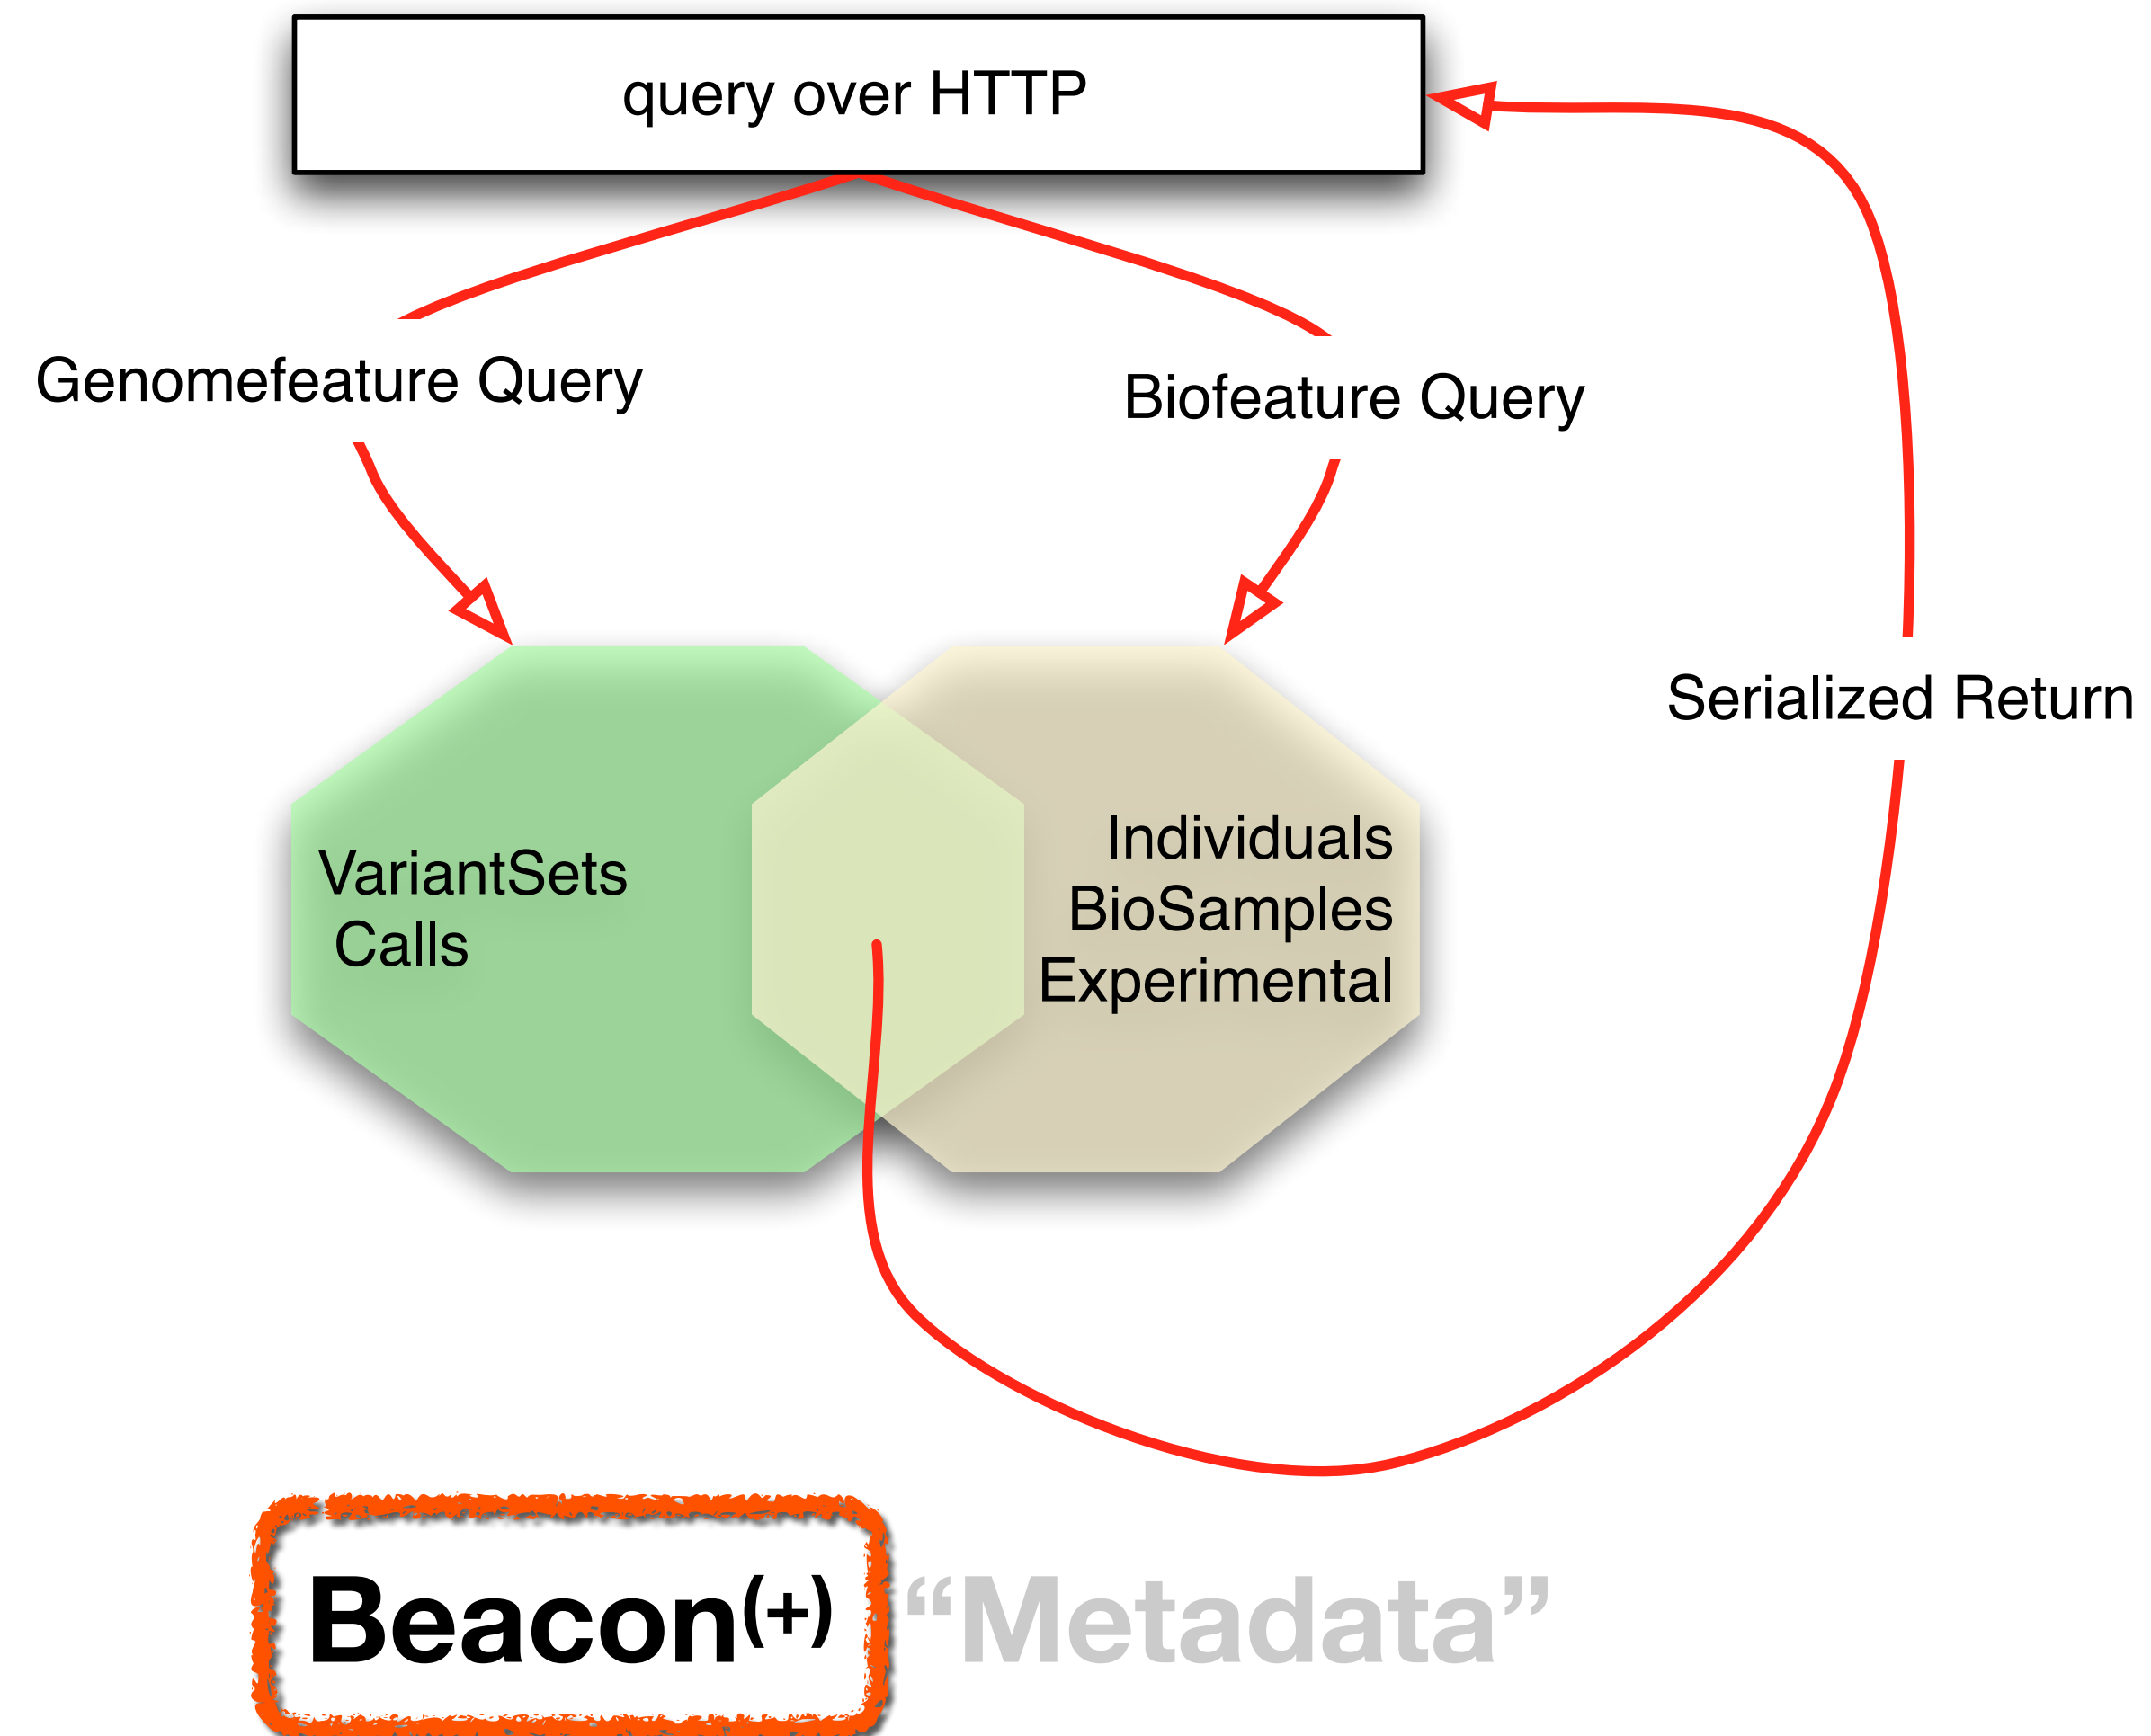 query over HTTP
Genomefeature Query
Biofeature Query
Serialized Return
VariantSets
Calls
Individuals
BioSamples
Experimental
Beacon(+) “Metadata”